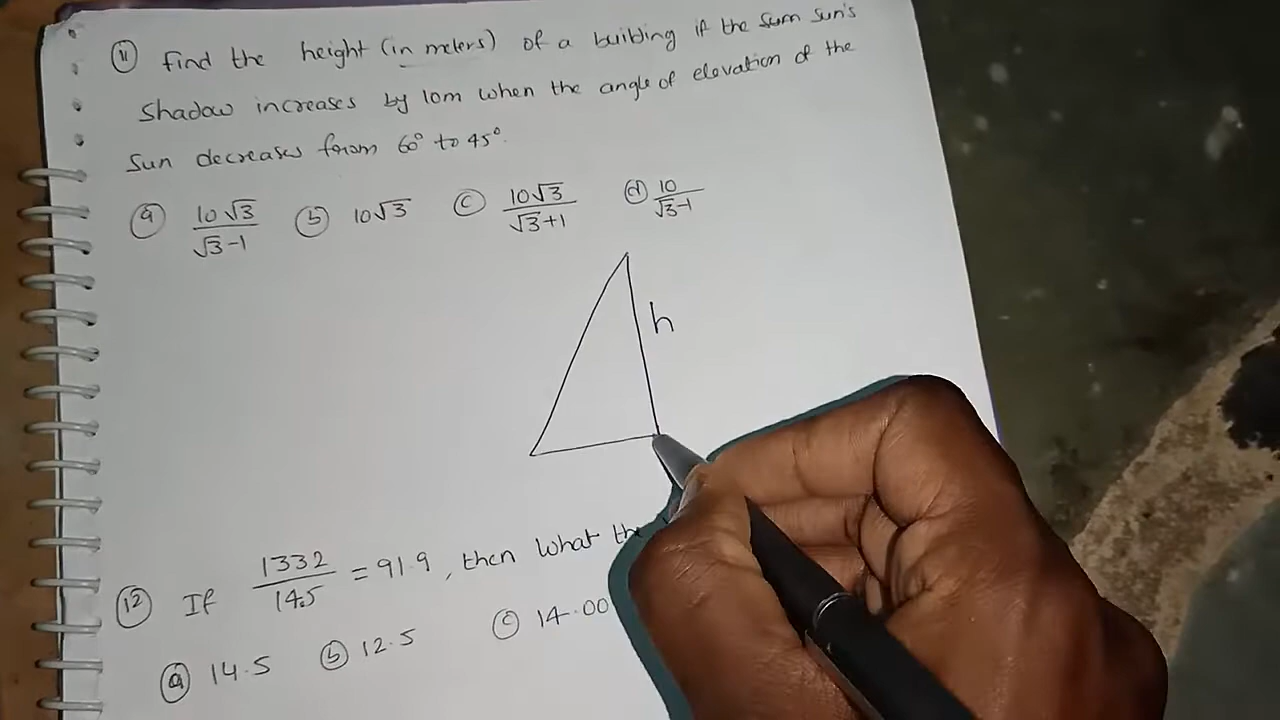 11 Find the height (in meters) of a building if the sum sun's
shadow increases by 10m when the angle of elevation of the
sun decreases from 60° to 45°.
a 10√3/√3-1 b 10√3 c 10√3/√3+1 d 10/√3-1
h
12 If 1332/14.5 = 91.9, then what the
a 14.5 b 12.5 c 14.00